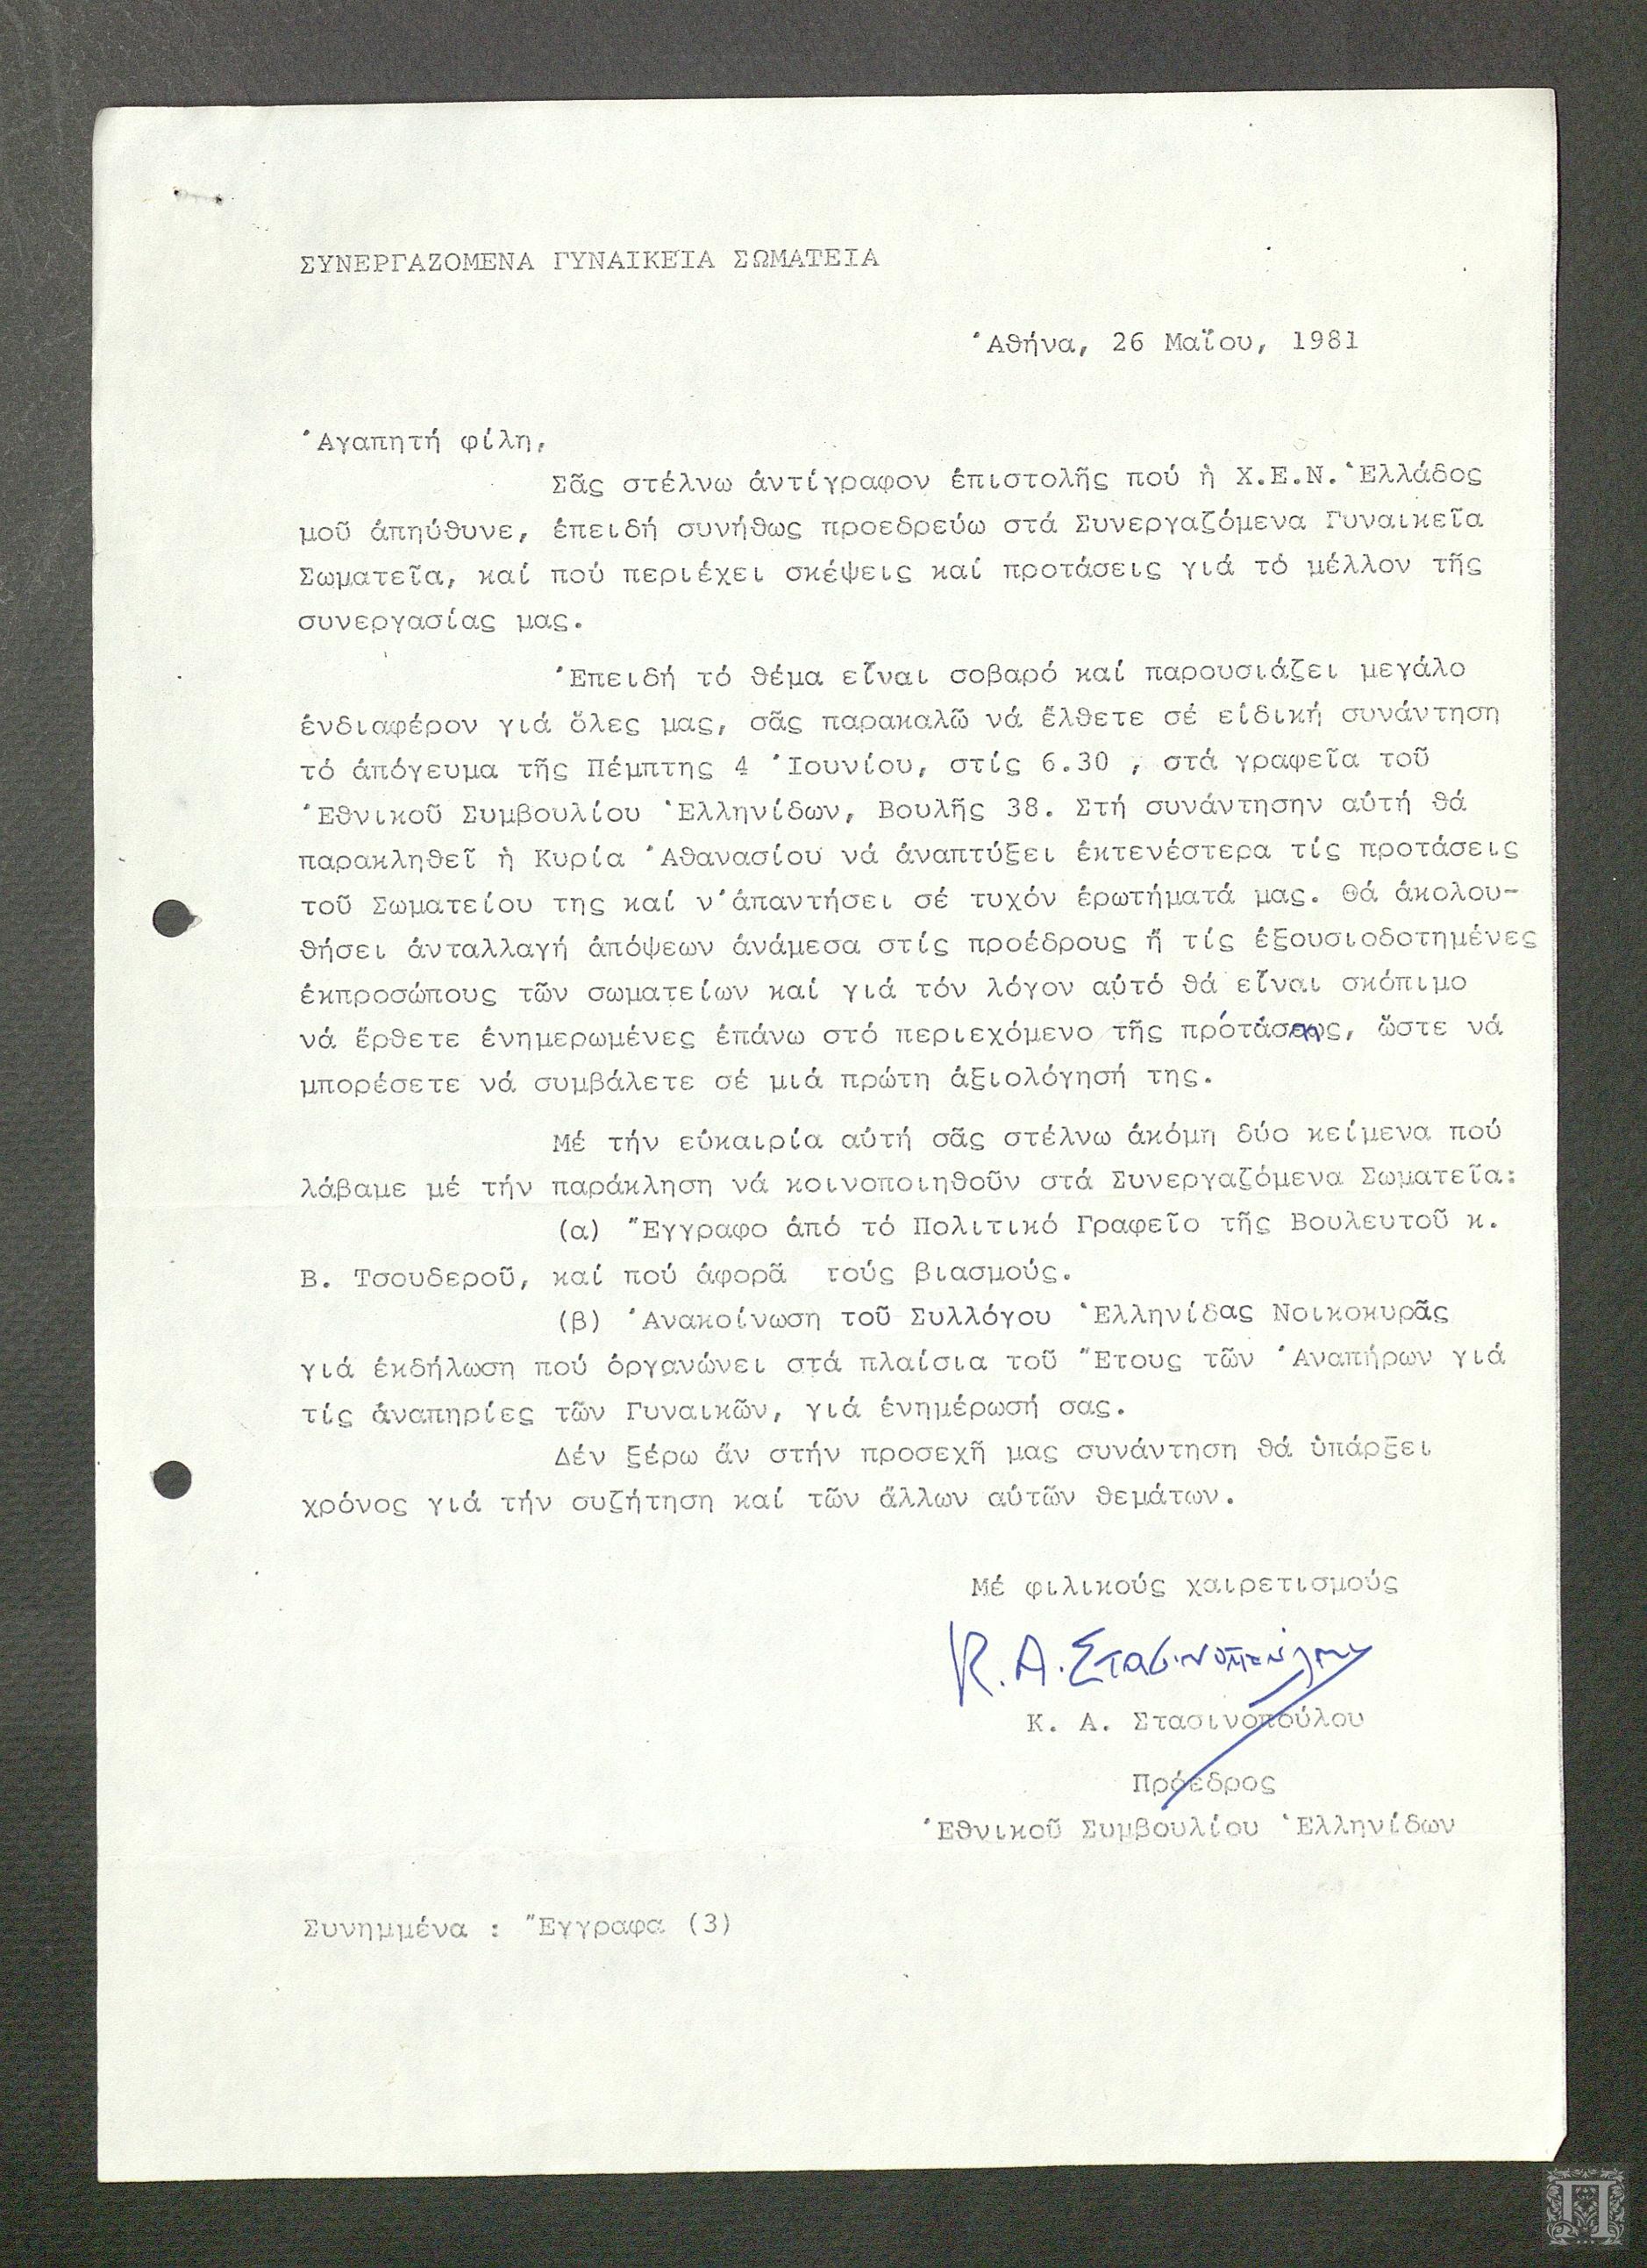 ΣΥΝΕΡΓΑΖΟΜΕΝΑ ΓΥΝΑΙΚΕΙΑ ΣΩΜΑΤΕΙΑ
Ἀθήνα, 26 Μαΐου, 1981
Ἀγαπητή φίλη,
Σᾶς στέλνω ἀντίγραφον ἐπιστολῆς πού ἡ Χ.Ε.Ν. Ἑλλάδος
μοῦ ἀπηύθυνε, ἐπειδή συνήθως προεδρεύω στά Συνεργαζόμενα Γυναικεῖα
Σωματεῖα, καί πού περιέχει σκέψεις καί προτάσεις γιά τό μέλλον τῆς
συνεργασίας μας.
Ἐπειδή τό θέμα εἶναι σοβαρό καί παρουσιάζει μεγάλο
ἐνδιαφέρον γιά ὅλες μας, σᾶς παρακαλῶ νά ἔλθετε σέ εἰδική συνάντηση
τό ἀπόγευμα τῆς Πέμπτης 4 Ἰουνίου, στίς 6.30 , στά γραφεῖα τοῦ
Ἐθνικοῦ Συμβουλίου Ἑλληνίδων, Βουλῆς 38. Στή συνάντησην αὐτή θά
παρακληθεῖ ἡ Κυρία Ἀθανασίου νά ἀναπτύξει ἐκτενέστερα τίς προτάσεις
τοῦ Σωματείου της καί ν'ἀπαντήσει σέ τυχόν ἐρωτήματά μας. Θά ἀκολου-
θήσει ἀνταλλαγή ἀπόψεων ἀνάμεσα στίς προέδρους ἤ τίς ἐξουσιοδοτημένες
ἐκπροσώπους τῶν σωματείων καί γιά τόν λόγον αὐτό θά εἶναι σκόπιμο
νά ἔρθετε ἐνημερωμένες ἐπάνω στό περιεχόμενο τῆς πρότασης, ὥστε νά
μπορέσετε νά συμβάλετε σέ μιά πρώτη ἀξιολόγησή της.
Μέ τήν εὐκαιρία αὐτή σᾶς στέλνω ἀκόμη δύο κείμενα πού
λάβαμε μέ τήν παράκληση νά κοινοποιηθοῦν στά Συνεργαζόμενα Σωματεῖα:
(α) Ἔγγραφο ἀπό τό Πολιτικό Γραφεῖο τῆς Βουλευτοῦ κ.
Β. Τσουδεροῦ, καί πού ἀφορᾶ τούς βιασμούς.
(β) Ἀνακοίνωση τοῦ Συλλόγου Ἑλληνίδας Νοικοκυρᾶς
γιά ἐκδήλωση πού ὀργανώνει στά πλαίσια τοῦ Ἔτους τῶν Ἀναπήρων γιά
τίς ἀναπηρίες τῶν Γυναικῶν, γιά ἐνημέρωσή σας.
Δέν ξέρω ἄν στήν προσεχῆ μας συνάντηση θά ὑπάρξει
χρόνος γιά τήν συζήτηση καί τῶν ἄλλων αὐτῶν θεμάτων.
Μέ φιλικούς χαιρετισμούς
Κ. Α. Στασινοπούλου
Κ. Α. Στασινοπούλου
Πρόεδρος
Ἐθνικοῦ Συμβουλίου Ἑλληνίδων
Συνημμένα : Ἔγγραφα (3)